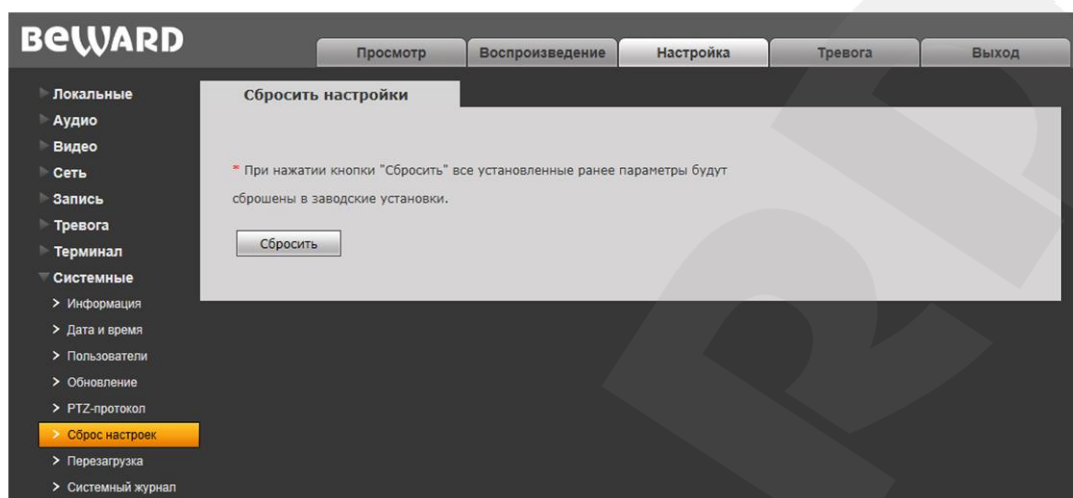 BEWARD
Просмотр Воспроизведение Настройка Тревога Выход
Сбросить настройки
* При нажатии кнопки "Сбросить" все установленные ранее параметры будут
сброшены в заводские установки.
Сбросить
Локальные
Аудио
Видео
Сеть
Запись
Тревога
Терминал
Системные
> Информация
> Дата и время
> Пользователи
> Обновление
> PTZ-протокол
> Сброс настроек
> Перезагрузка
> Системный журнал